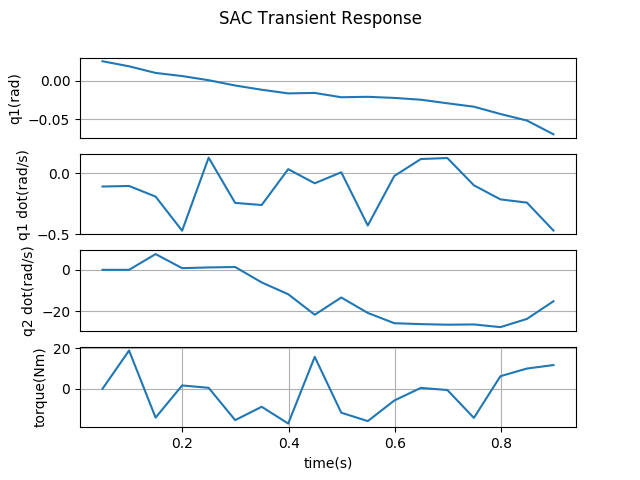 SAC Transient Response
q1(rad)
0.00
−0.05
q1 dot(rad/s)
0.0
−0.5
q2 dot(rad/s)
0
−20
torque(Nm)
20
0
0.2 0.4 0.6 0.8
time(s)